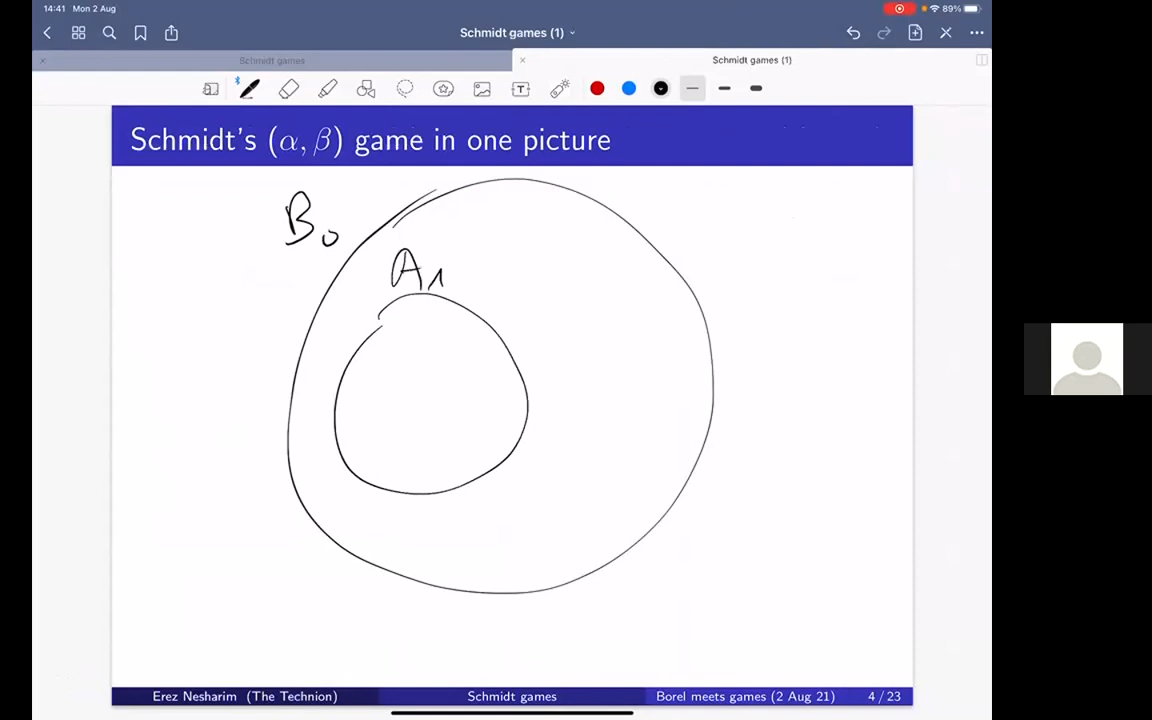 14:41 Mon 2 Aug
89%
Schmidt games (1)
Schmidt games
Schmidt games (1)
T
Schmidt's (α, β) game in one picture
B₀
A₁
Erez Nesharim (The Technion) Schmidt games Borel meets games (2 Aug 21) 4 / 23